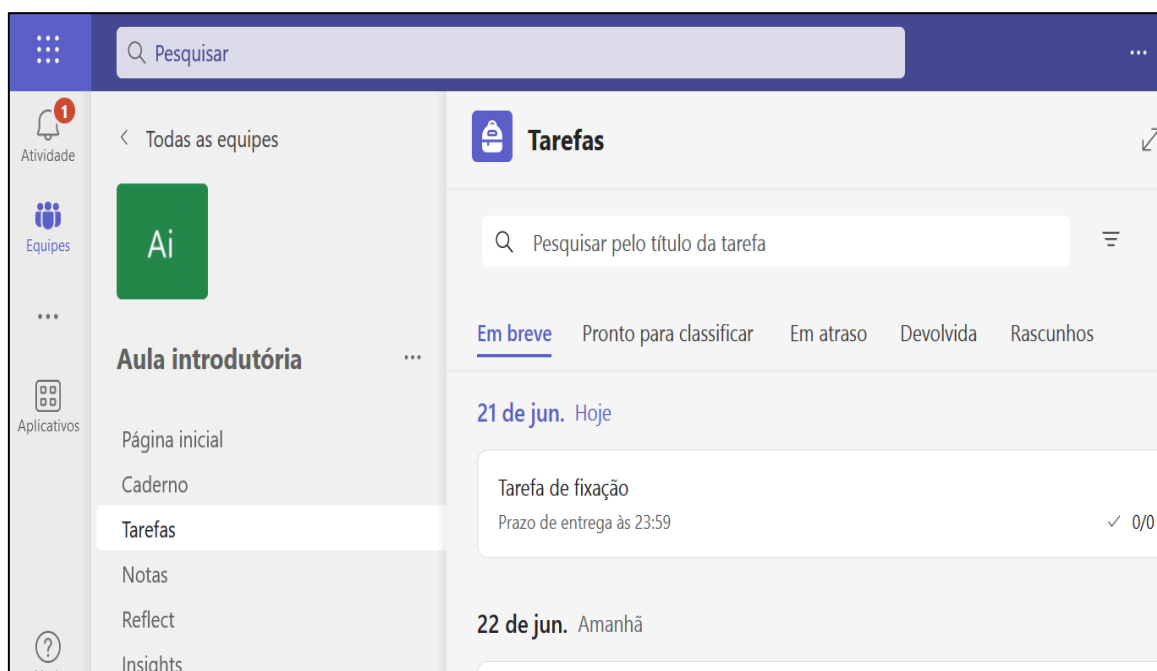 Pesquisar
...
1
Atividade
Equipes
...
Aplicativos
Todas as equipes
Ai
Aula introdutória
...
Página inicial
Caderno
Tarefas
Notas
Reflect
Insights
Tarefas
Pesquisar pelo título da tarefa
Em breve Pronto para classificar Em atraso Devolvida Rascunhos
21 de jun. Hoje
Tarefa de fixação
Prazo de entrega às 23:59
0/0
22 de jun. Amanhã